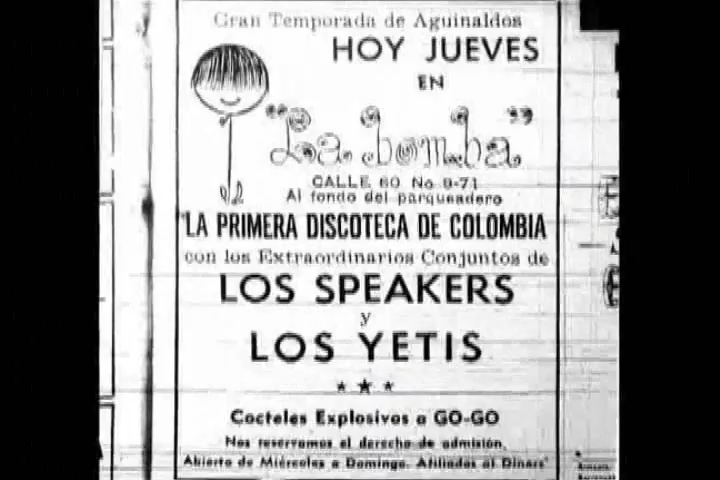 Gran Temporada de Aguinaldos
HOY JUEVES
EN
"La bomba"
CALLE 60 No 9-71
Al fondo del parqueadero
LA PRIMERA DISCOTECA DE COLOMBIA
con los Extraordinarios Conjuntos de
LOS SPEAKERS
y
LOS YETIS
Cocteles Explosivos a GO-GO
Nos reservamos el derecho de admisión.
Abierto de Miércoles a Domingo. Afiliados al Diners'